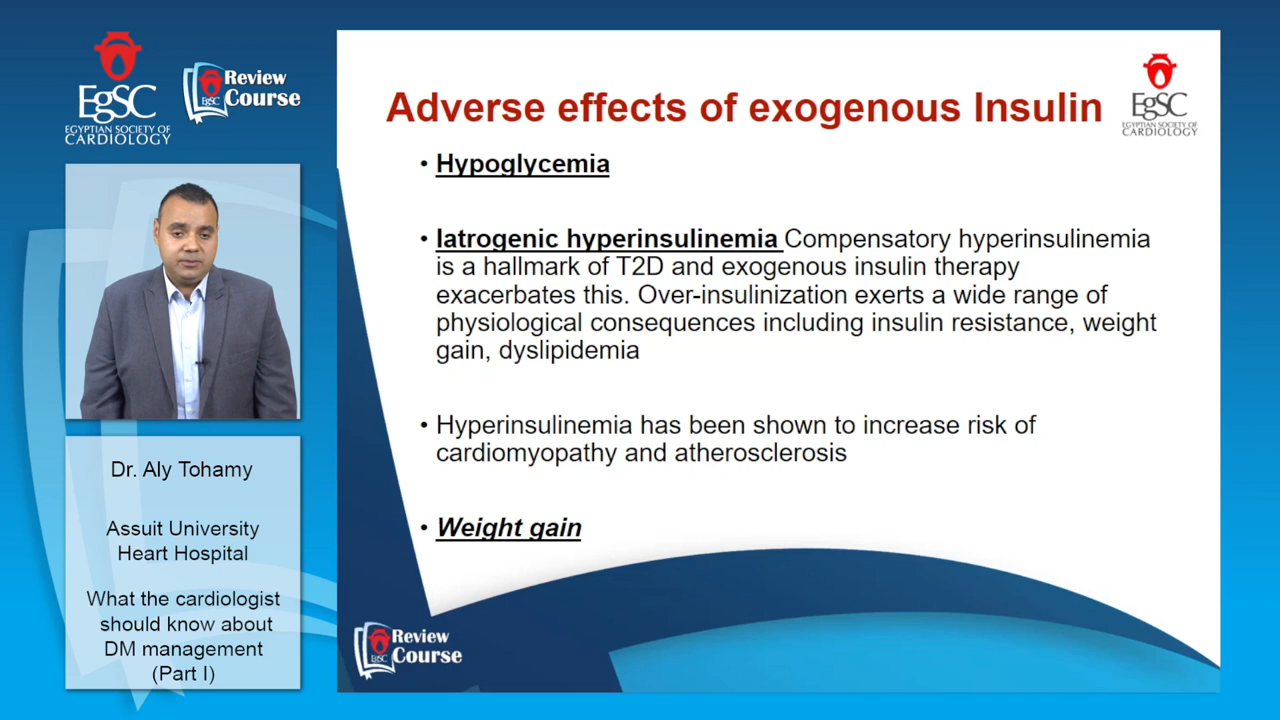 EgSC
EGYPTIAN SOCIETY OF
CARDIOLOGY
EgSC
Review
Course
Dr. Aly Tohamy
Assuit University
Heart Hospital
What the cardiologist
should know about
DM management
(Part I)
Adverse effects of exogenous Insulin
EgSC
EGYPTIAN SOCIETY OF
CARDIOLOGY
• Hypoglycemia
• Iatrogenic hyperinsulinemia Compensatory hyperinsulinemia
is a hallmark of T2D and exogenous insulin therapy
exacerbates this. Over-insulinization exerts a wide range of
physiological consequences including insulin resistance, weight
gain, dyslipidemia
• Hyperinsulinemia has been shown to increase risk of
cardiomyopathy and atherosclerosis
• Weight gain
EgSC
Review
Course